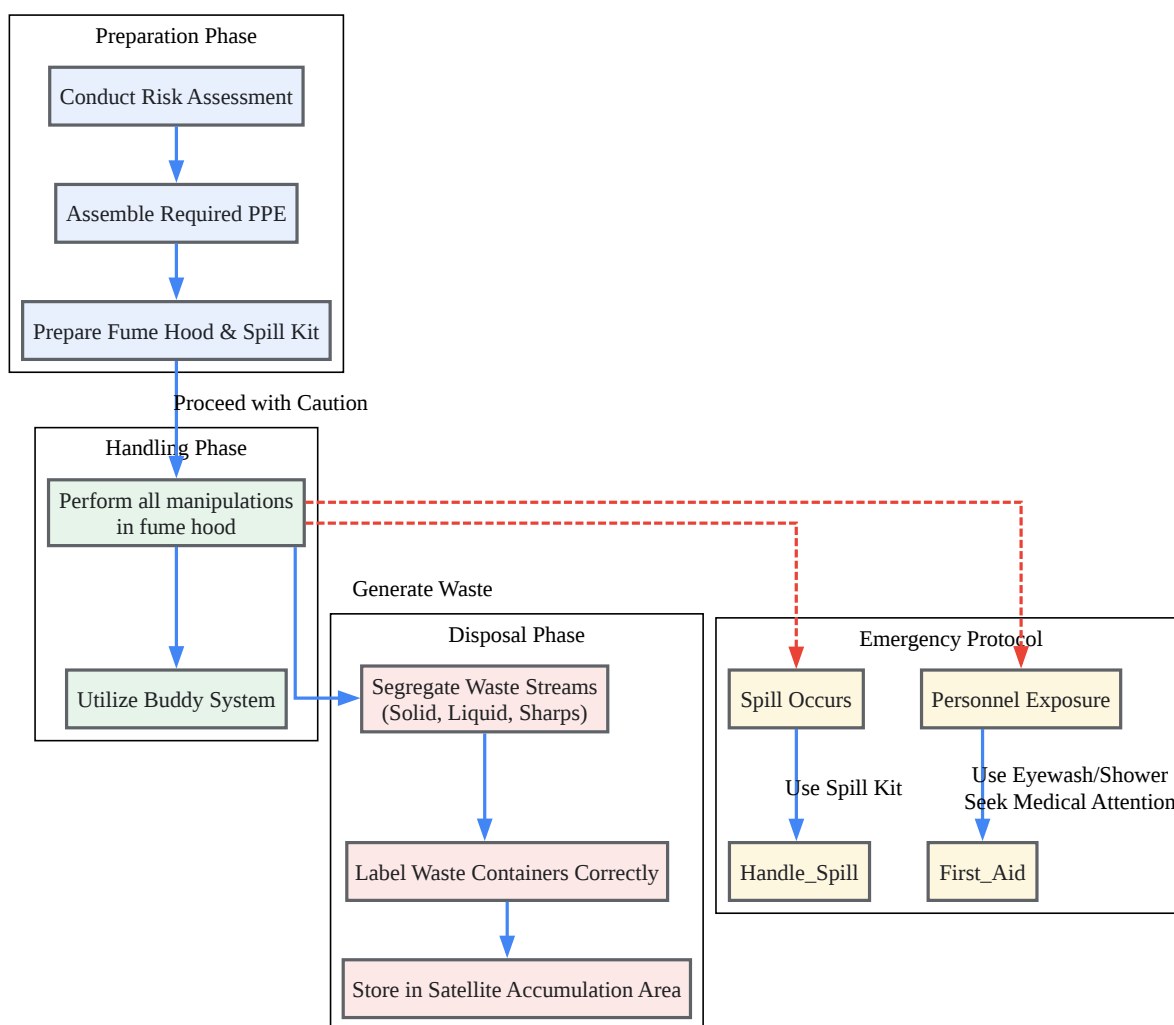 Preparation Phase
Conduct Risk Assessment
Assemble Required PPE
Prepare Fume Hood & Spill Kit
Proceed with Caution
Handling Phase
Perform all manipulations
in fume hood
Utilize Buddy System
Generate Waste
Disposal Phase
Segregate Waste Streams
(Solid, Liquid, Sharps)
Label Waste Containers Correctly
Store in Satellite Accumulation Area
Emergency Protocol
Spill Occurs
Use Spill Kit
Handle_Spill
Personnel Exposure
Use Eyewash/Shower
Seek Medical Attention
First_Aid